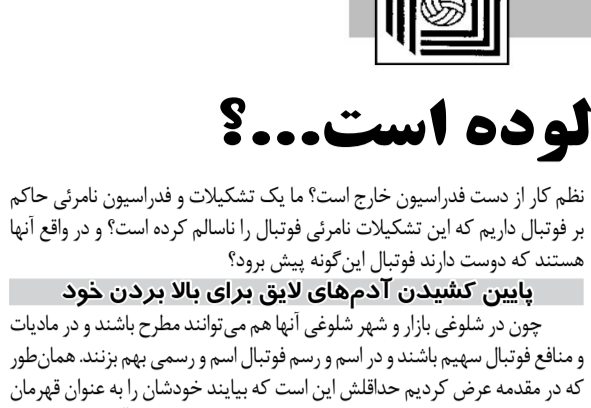 لوده است...؟
نظم کار از دست فدراسیون خارج است؟ ما یک تشکیلات و فدراسیون نامرئی حاکم
بر فوتبال داریم که این تشکیلات نامرئی فوتبال را ناسالم کرده است؟ و در واقع آنها
هستند که دوست دارند فوتبال این‌گونه پیش برود؟
پایین کشیدن آدم‌های لایق برای بالا بردن خود
چون در شلوغی بازار و شهر شلوغی آنها هم می‌توانند مطرح باشند و در مادیات
و منافع فوتبال سهیم باشند و در اسم و رسم فوتبال اسم و رسمی بهم بزنند. همان‌طور
که در مقدمه عرض کردیم حداقلش این است که بیایند خودشان را به عنوان قهرمان